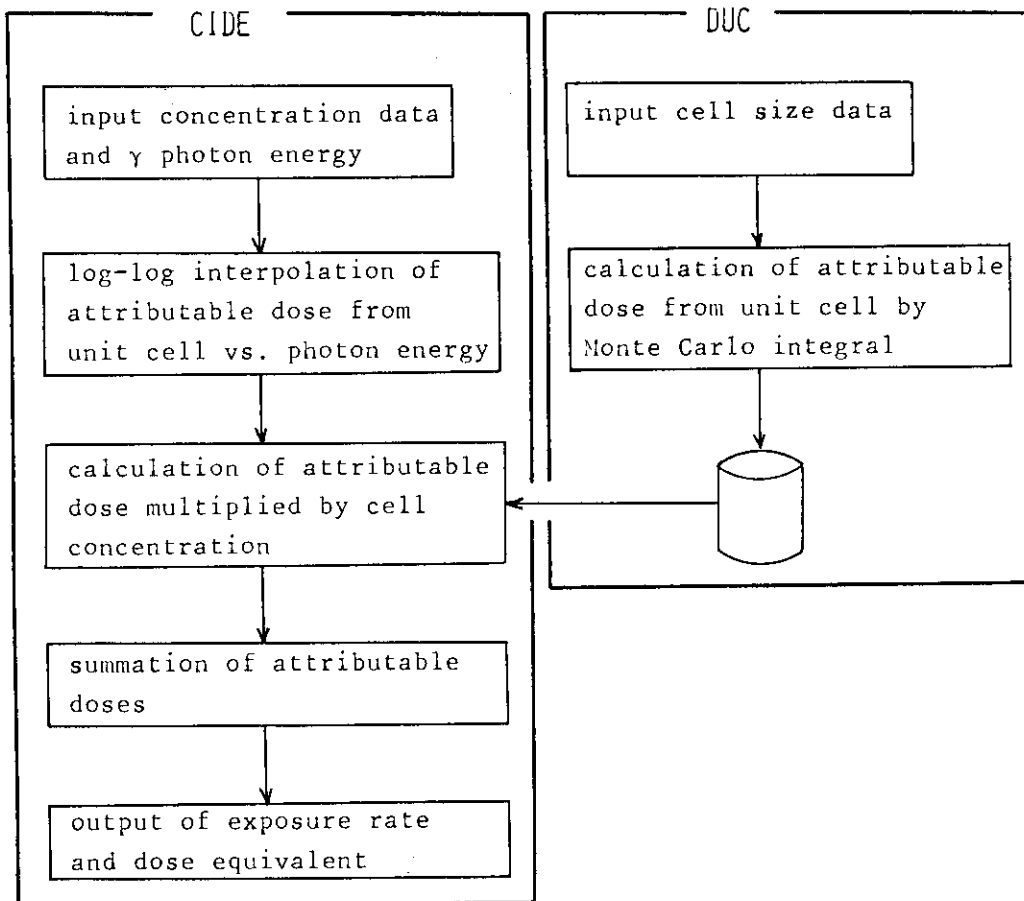 CIDE
input concentration data
and γ photon energy
log-log interpolation of
attributable dose from
unit cell vs. photon energy
calculation of attributable
dose multiplied by cell
concentration
summation of attributable
doses
output of exposure rate
and dose equivalent
DUC
input cell size data
calculation of attributable
dose from unit cell by
Monte Carlo integral